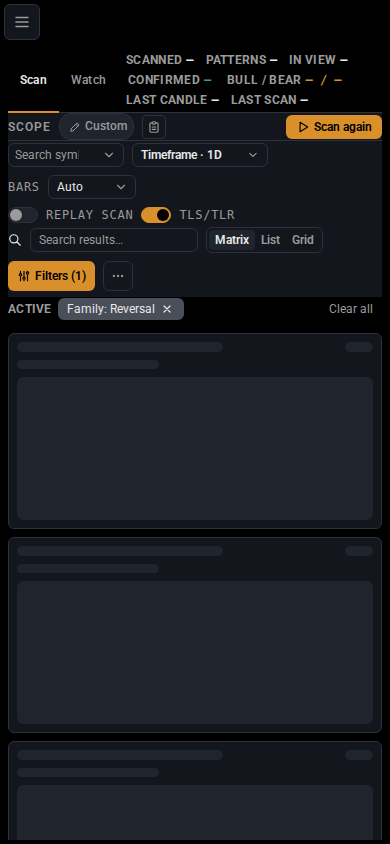 SCANNED – PATTERNS – IN VIEW –
Scan Watch CONFIRMED – BULL / BEAR – / –
LAST CANDLE – LAST SCAN –
SCOPE Custom Scan again
Search syml Timeframe · 1D
BARS Auto
REPLAY SCAN TLS/TLR
Search results... Matrix List Grid
Filters (1) ...
ACTIVE Family: Reversal × Clear all